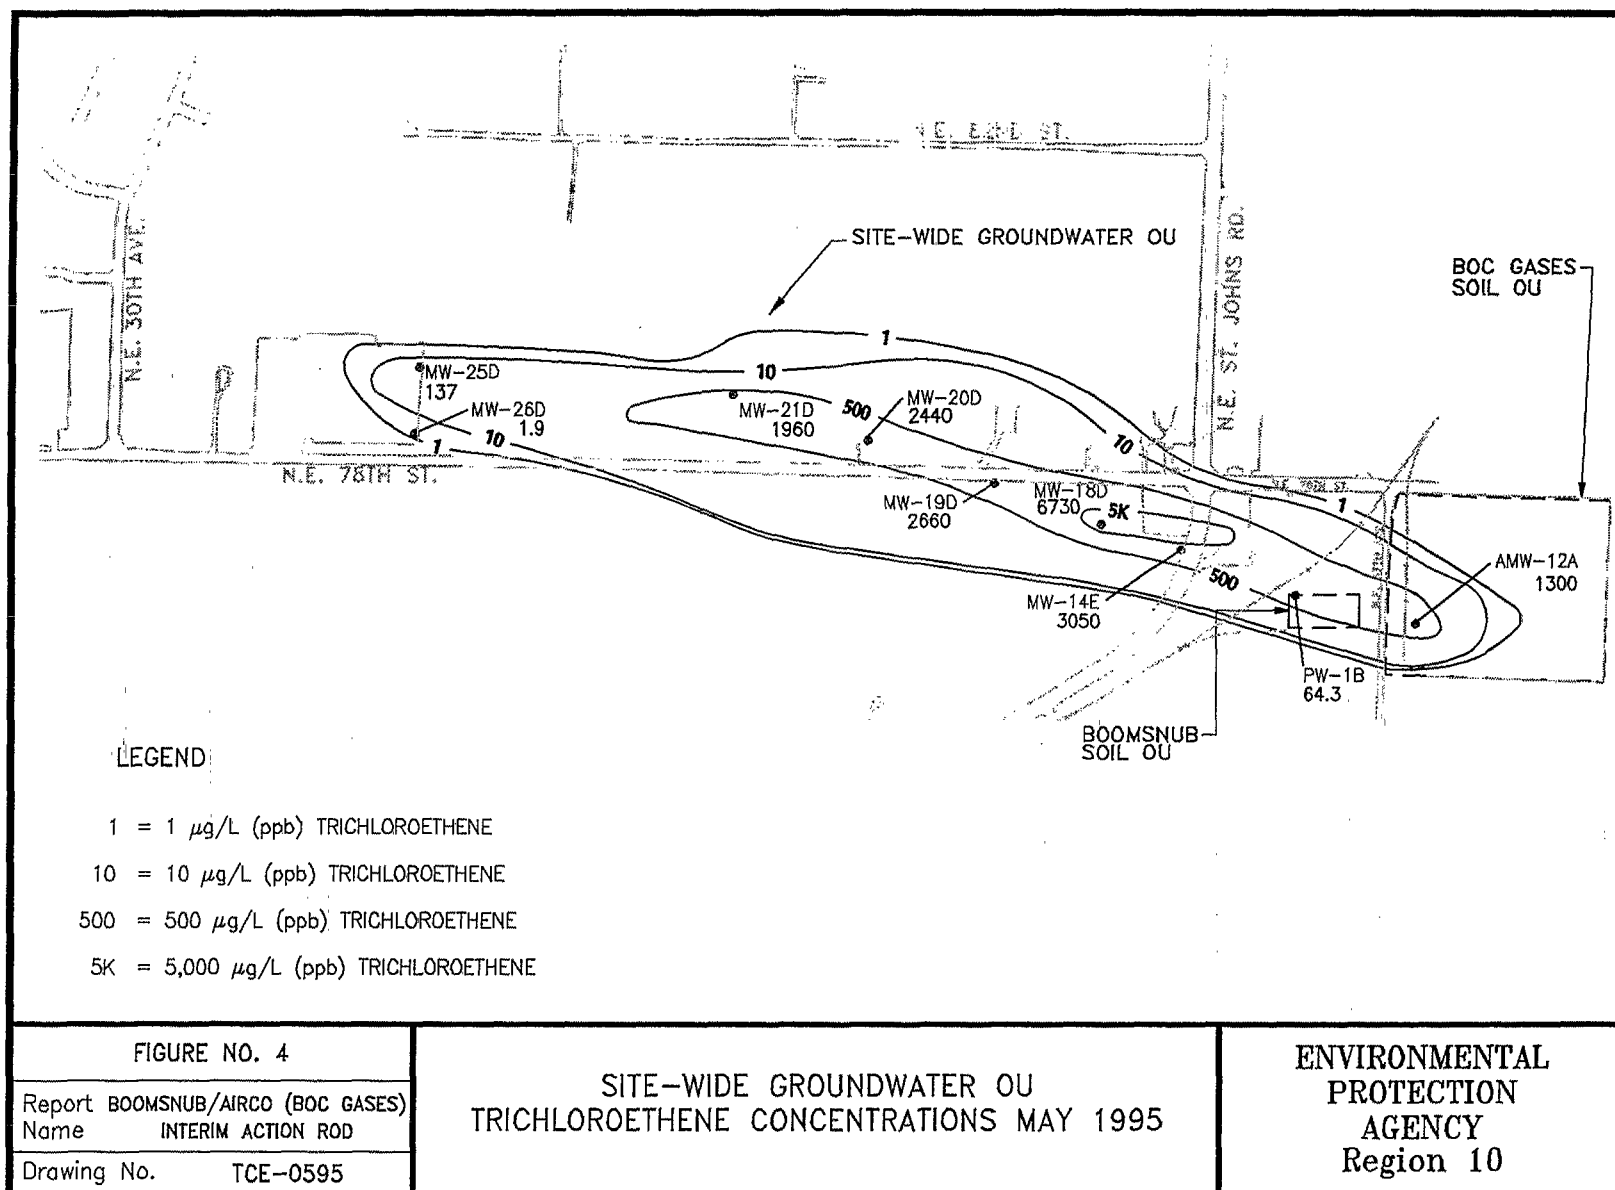 N.E. 82ND ST.
N.E. 30TH AVE.
N.E. ST. JOHNS RD.
SITE-WIDE GROUNDWATER OU
BOC GASES
SOIL OU
1
10
MW-25D
137
MW-26D
1.9
10
1
MW-21D
1960
500
MW-20D
2440
10
N.E. 78TH ST.
MW-19D
2660
MW-18D
6730
5K
N.E. 78TH ST.
1
MW-14E
3050
500
AMW-12A
1300
PW-1B
64.3
BOOMSNUB
SOIL OU
LEGEND
1 = 1 µg/L (ppb) TRICHLOROETHENE
10 = 10 µg/L (ppb) TRICHLOROETHENE
500 = 500 µg/L (ppb) TRICHLOROETHENE
5K = 5,000 µg/L (ppb) TRICHLOROETHENE
FIGURE NO. 4
Report BOOMSNUB/AIRCO (BOC GASES)
Name INTERIM ACTION ROD
Drawing No. TCE-0595
SITE-WIDE GROUNDWATER OU
TRICHLOROETHENE CONCENTRATIONS MAY 1995
ENVIRONMENTAL
PROTECTION
AGENCY
Region 10